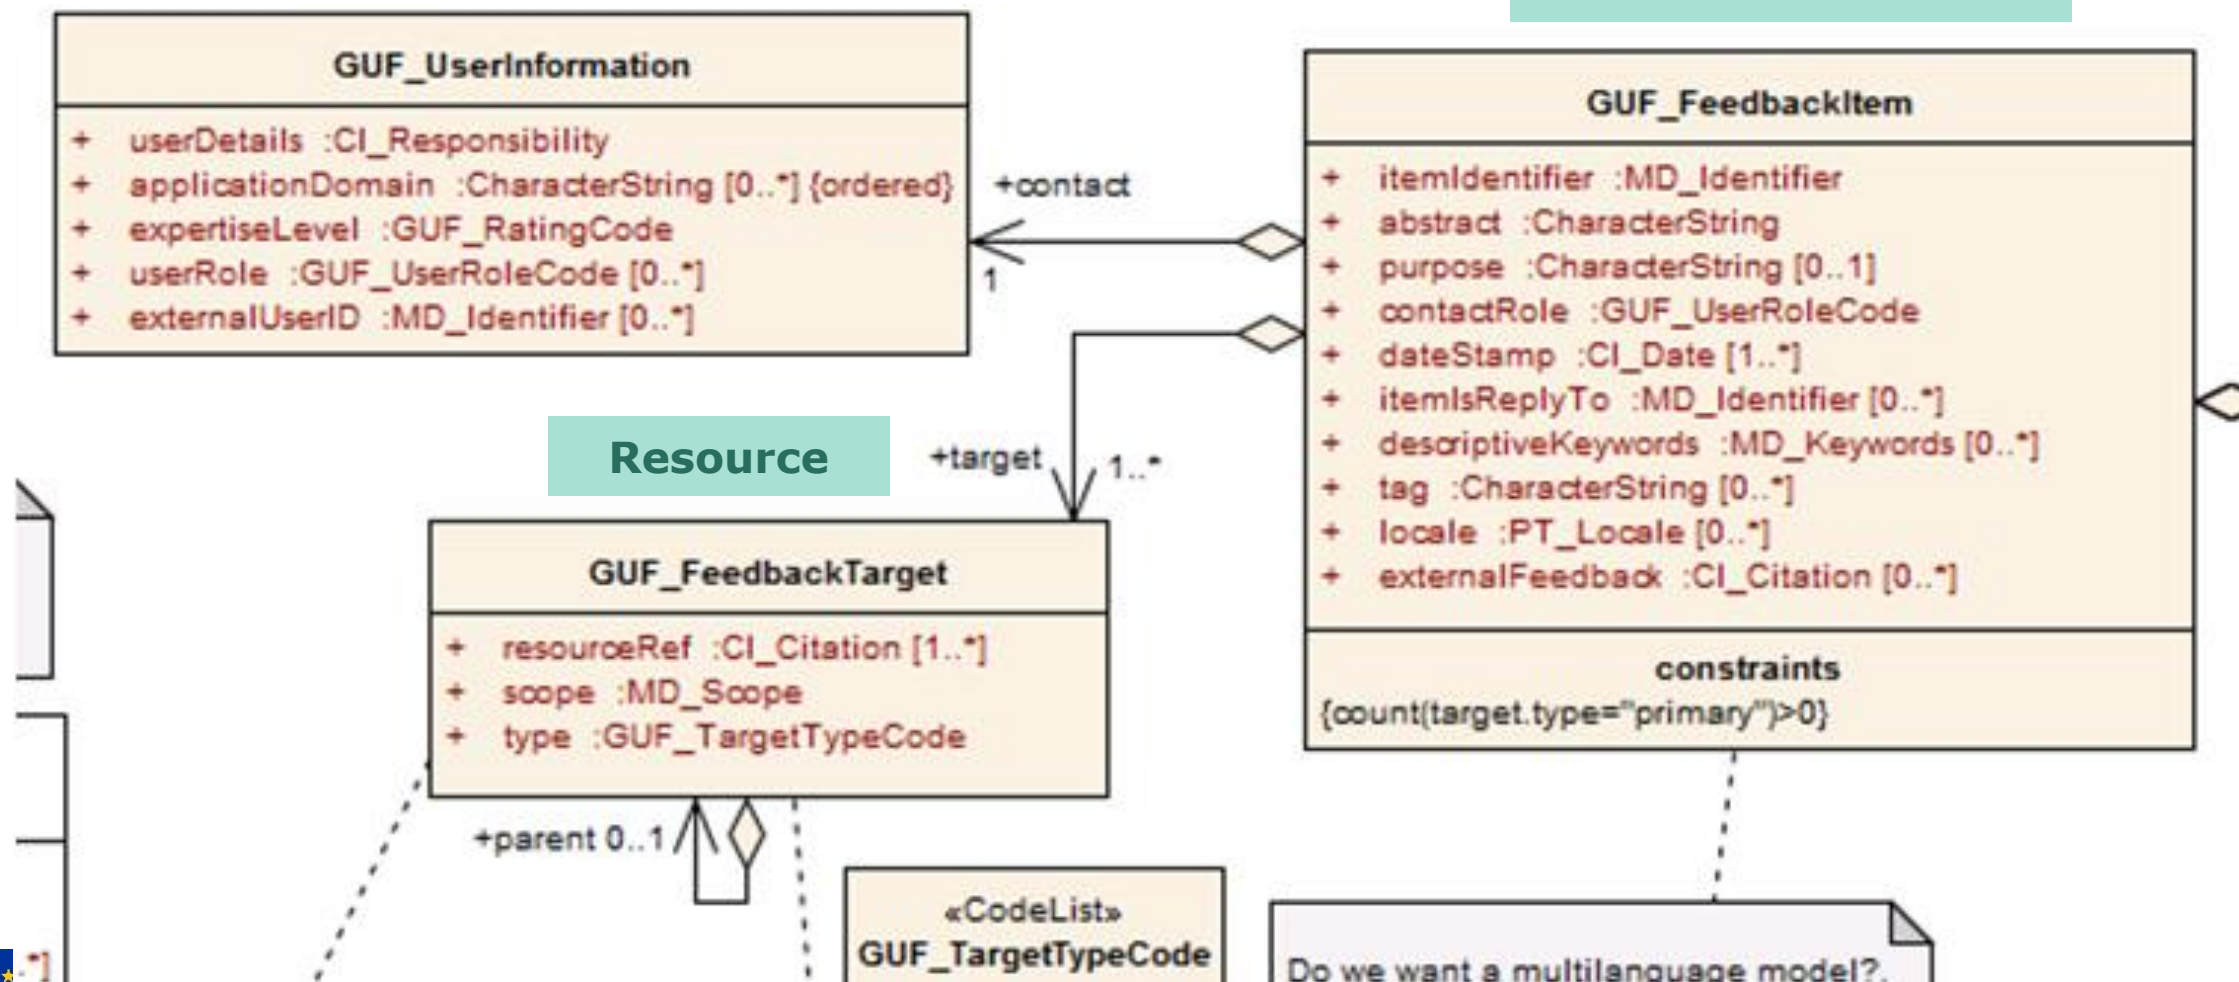 GUF_UserInformation
+ userDetails :CI_Responsibility
+ applicationDomain :CharacterString [0..*] {ordered}
+ expertiseLevel :GUF_RatingCode
+ userRole :GUF_UserRoleCode [0..*]
+ externalUserID :MD_Identifier [0..*]
+contact
1
GUF_FeedbackItem
+ itemIdentifier :MD_Identifier
+ abstract :CharacterString
+ purpose :CharacterString [0..1]
+ contactRole :GUF_UserRoleCode
+ dateStamp :CI_Date [1..*]
+ itemIsReplyTo :MD_Identifier [0..*]
+ descriptiveKeywords :MD_Keywords [0..*]
+ tag :CharacterString [0..*]
+ locale :PT_Locale [0..*]
+ externalFeedback :CI_Citation [0..*]
constraints
{count(target.type="primary")>0}
Resource
+target
1..*
GUF_FeedbackTarget
+ resourceRef :CI_Citation [1..*]
+ scope :MD_Scope
+ type :GUF_TargetTypeCode
+parent 0..1
«CodeList»
GUF_TargetTypeCode
Do we want a multilanguage model?.
.*]